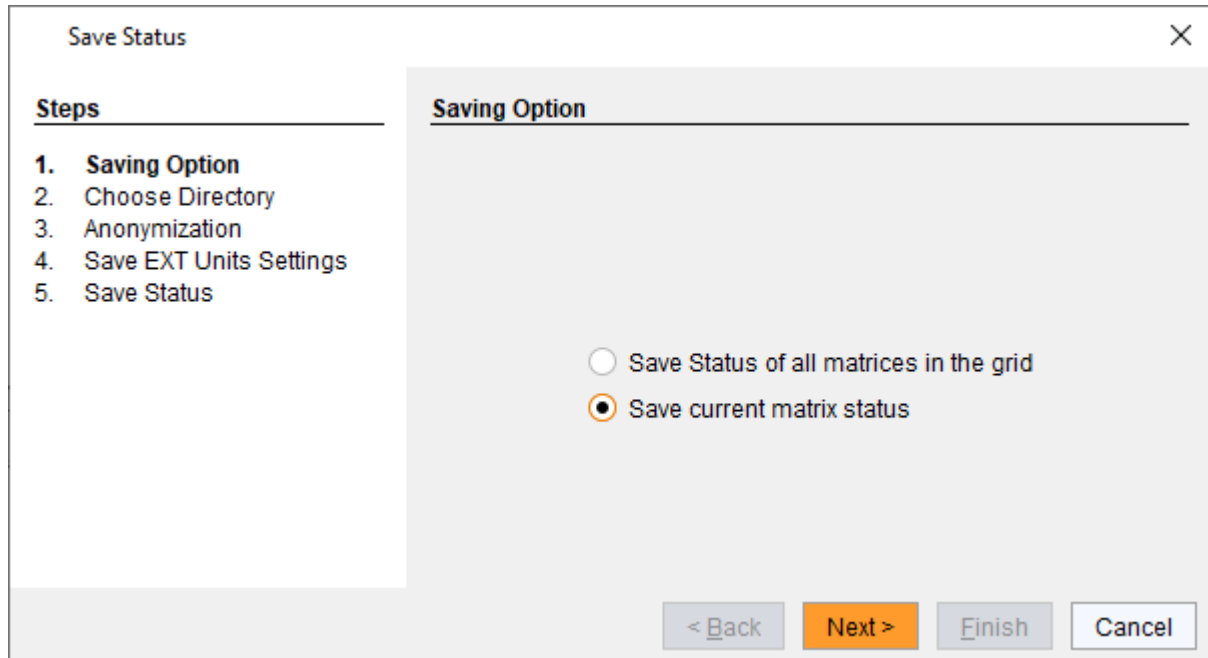 Save Status
Steps
1. Saving Option
2. Choose Directory
3. Anonymization
4. Save EXT Units Settings
5. Save Status
Saving Option
Save Status of all matrices in the grid
Save current matrix status
< Back Next > Finish Cancel